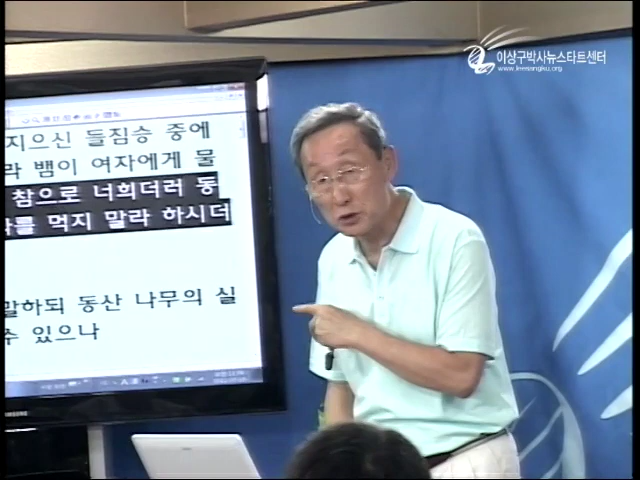 이상구박사뉴스타트센터
www.leesangku.org
지으신 들짐승 중에
라 뱀이 여자에게 물
참으로 너희더러 동
를 먹지 말라 하시더
말하되 동산 나무의 실
수 있으나
SAMSUNG